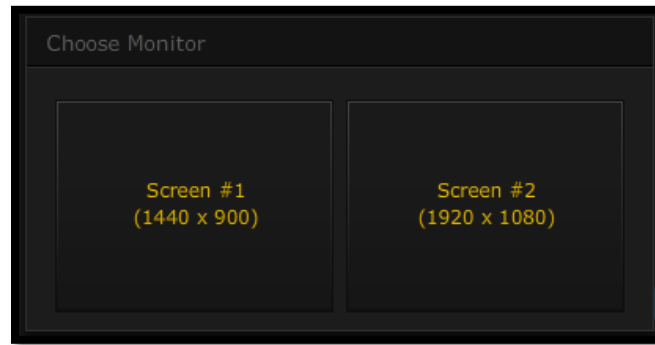 Choose Monitor
Screen #1
(1440 x 900)
Screen #2
(1920 x 1080)